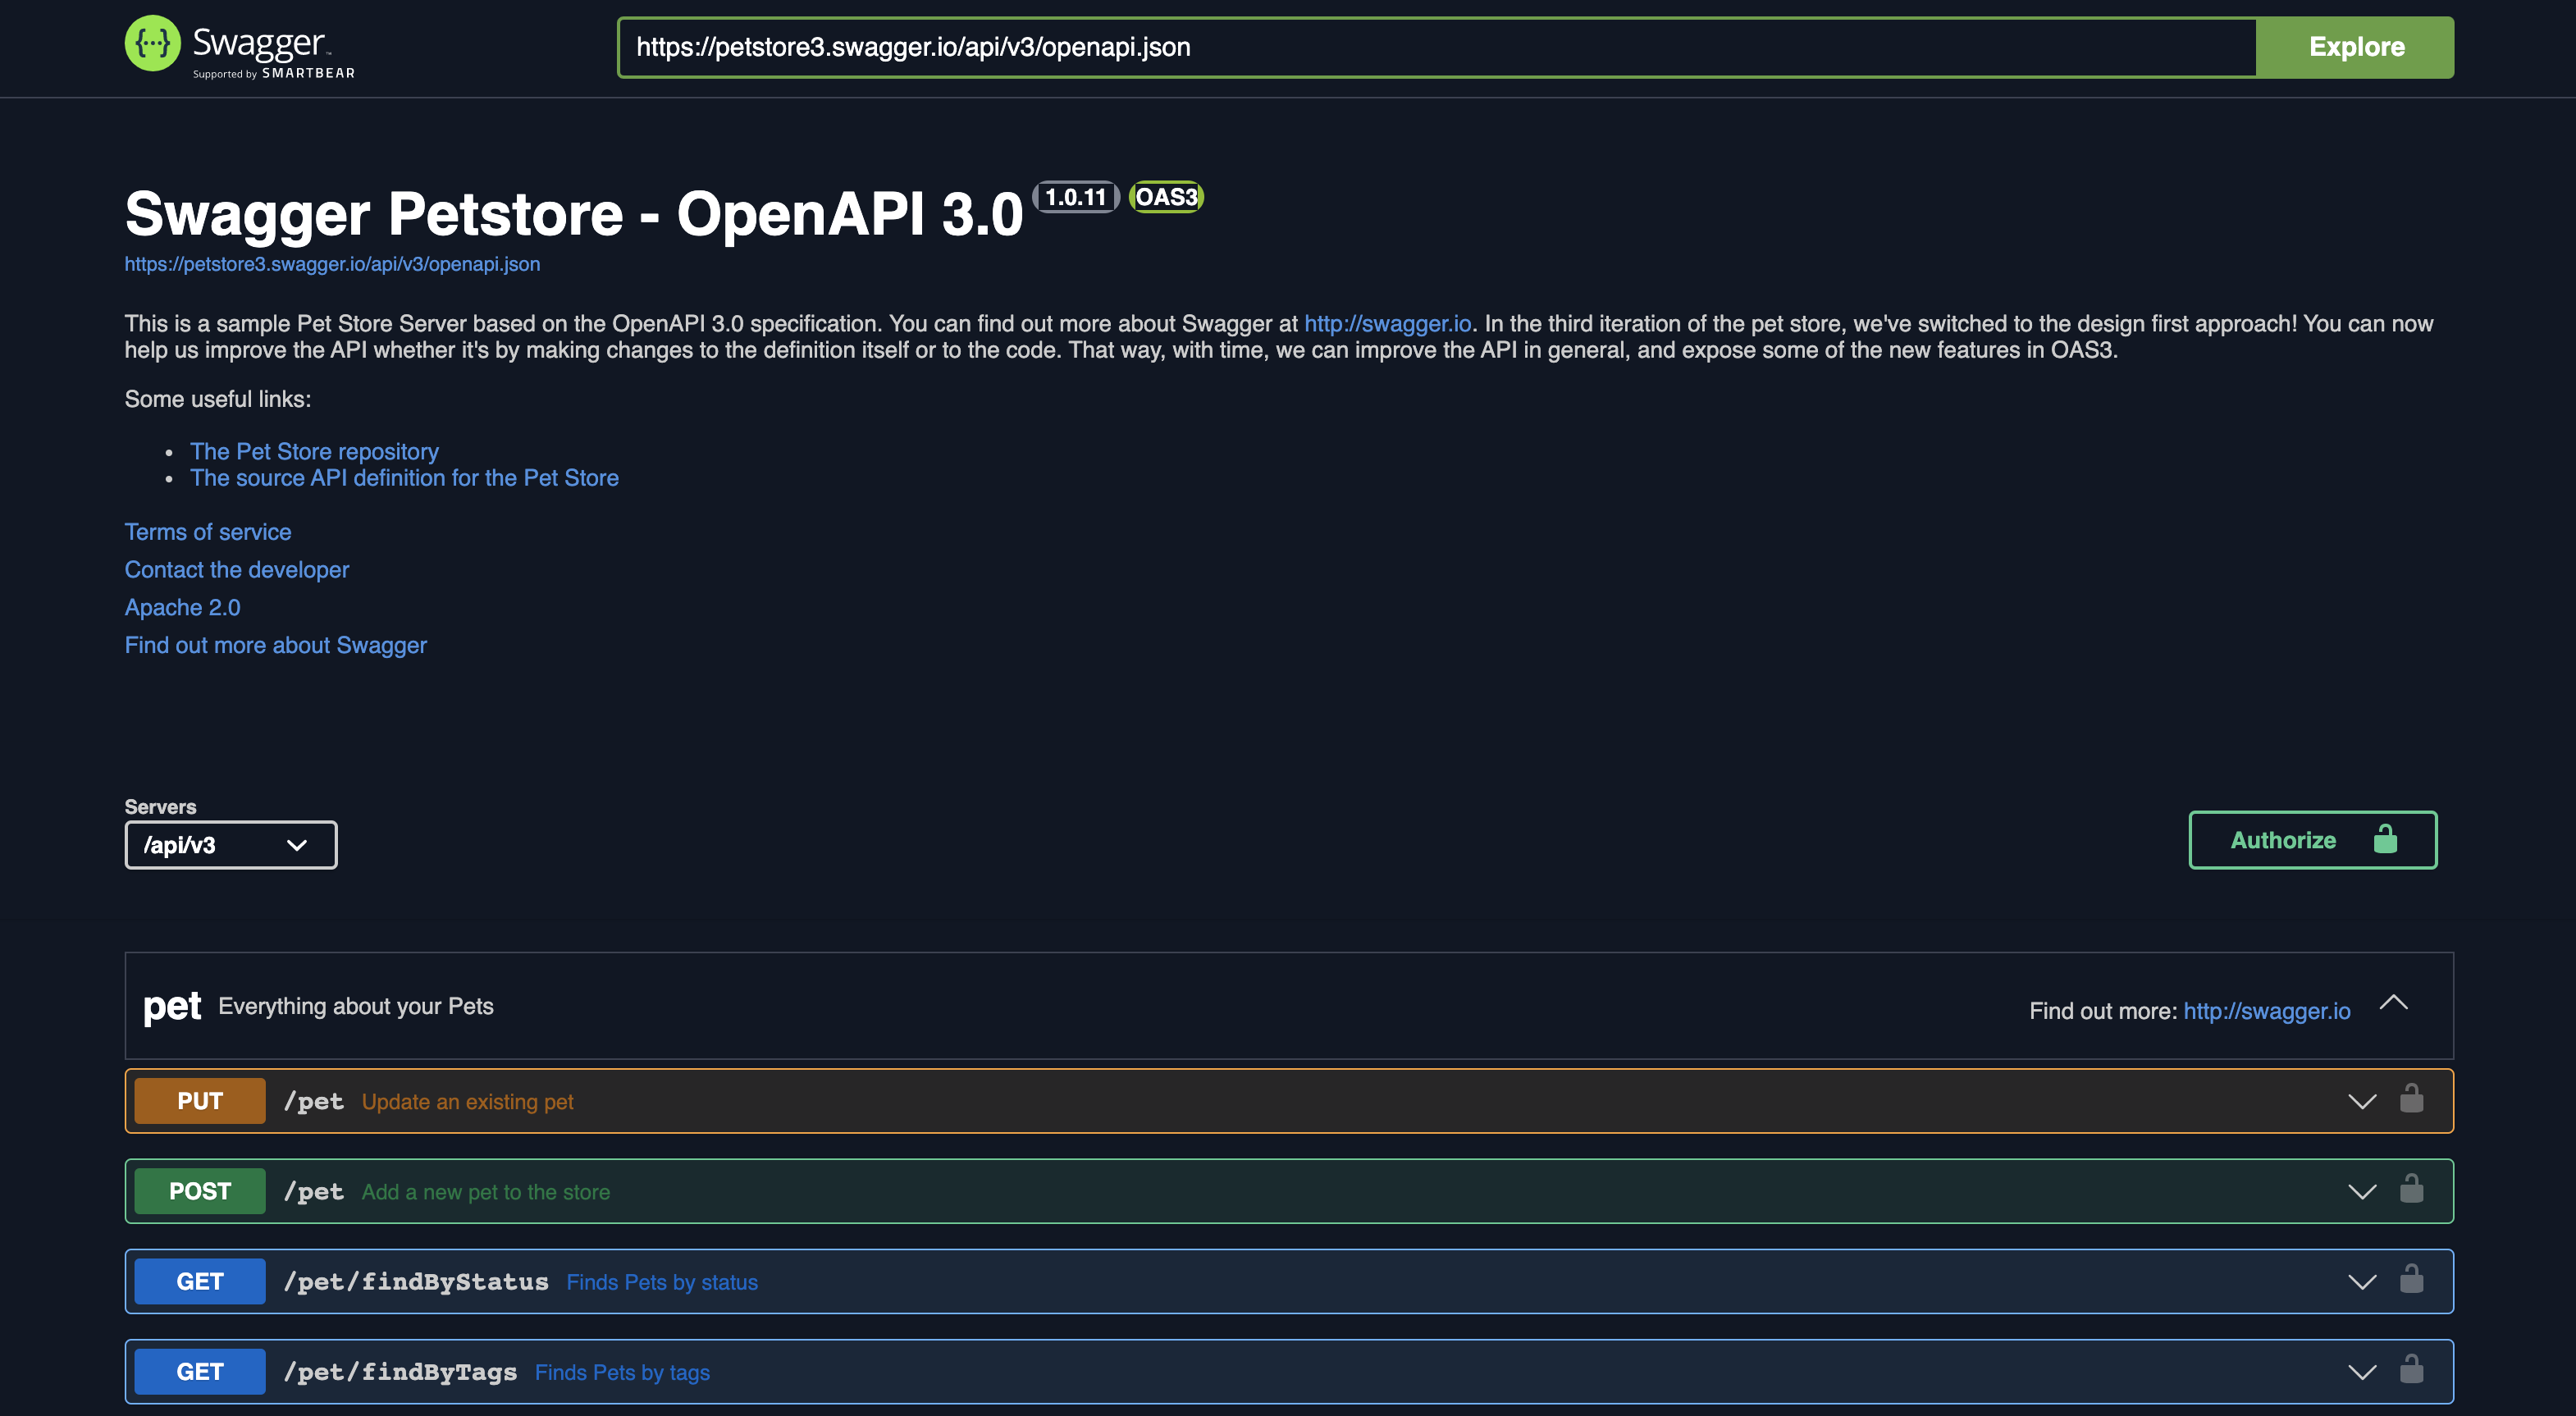 {...} Swagger™
Supported by SMARTBEAR
https://petstore3.swagger.io/api/v3/openapi.json
Explore
Swagger Petstore - OpenAPI 3.0 1.0.11 OAS3
https://petstore3.swagger.io/api/v3/openapi.json
This is a sample Pet Store Server based on the OpenAPI 3.0 specification. You can find out more about Swagger at http://swagger.io. In the third iteration of the pet store, we've switched to the design first approach! You can now
help us improve the API whether it's by making changes to the definition itself or to the code. That way, with time, we can improve the API in general, and expose some of the new features in OAS3.
Some useful links:
• The Pet Store repository
• The source API definition for the Pet Store
Terms of service
Contact the developer
Apache 2.0
Find out more about Swagger
Servers
/api/v3
Authorize
pet Everything about your Pets
Find out more: http://swagger.io
PUT /pet Update an existing pet
POST /pet Add a new pet to the store
GET /pet/findByStatus Finds Pets by status
GET /pet/findByTags Finds Pets by tags